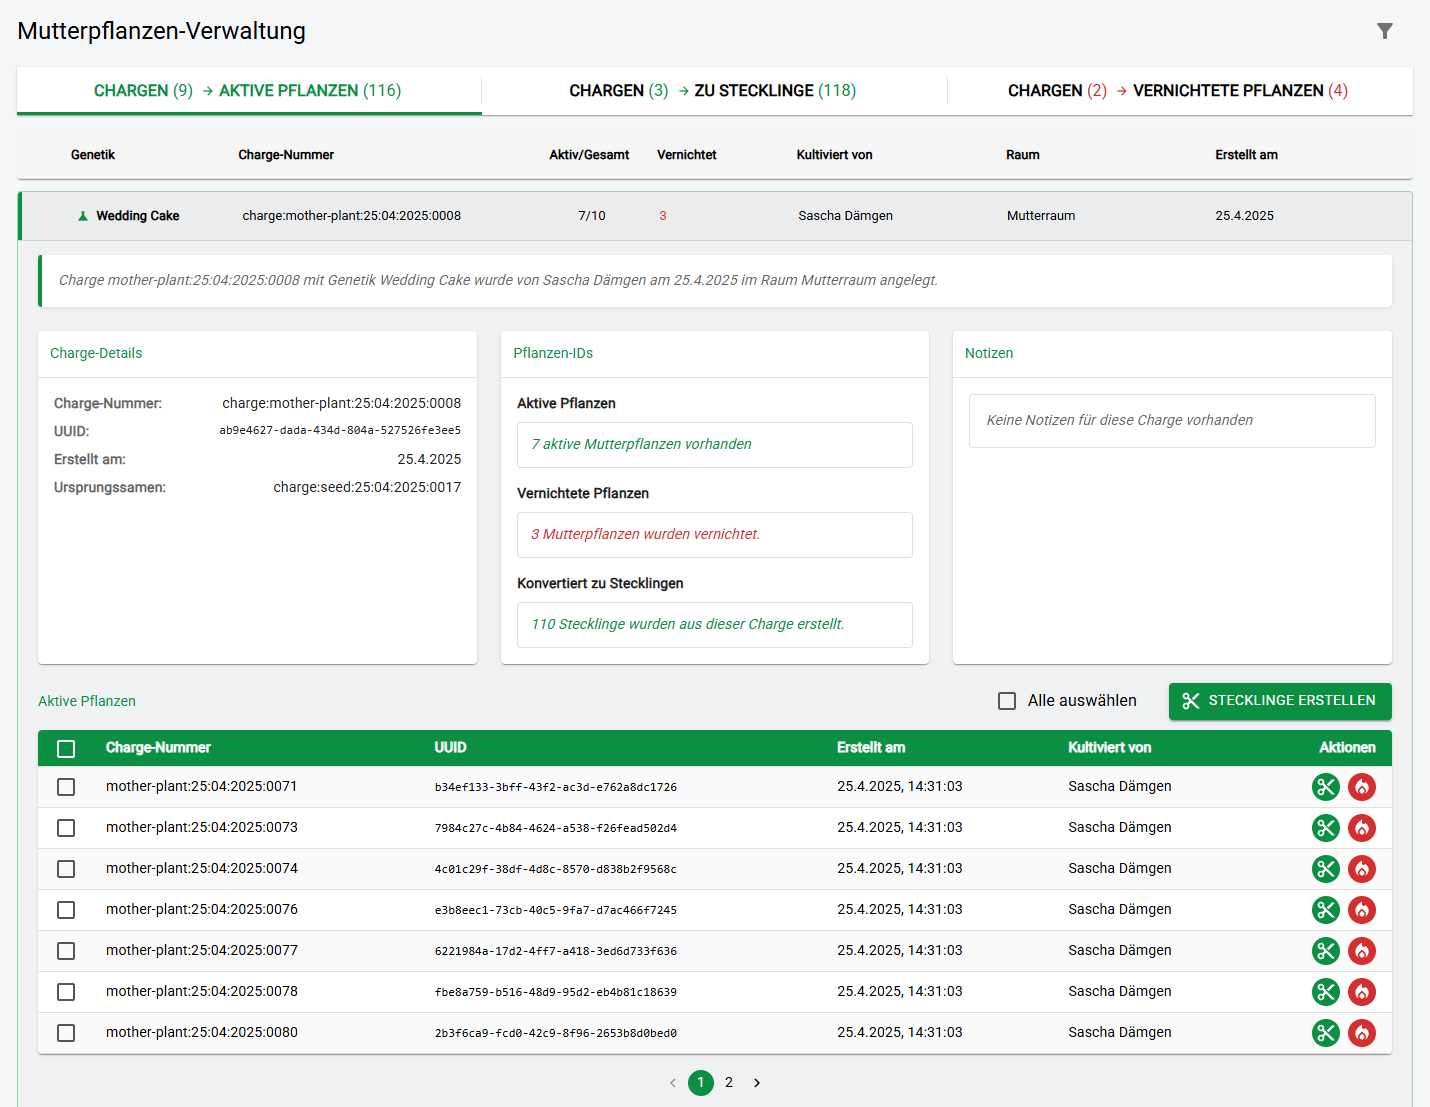 Mutterpflanzen-Verwaltung
CHARGEN (9) → AKTIVE PFLANZEN (116)
CHARGEN (3) → ZU STECKLINGE (118)
CHARGEN (2) → VERNICHTETE PFLANZEN (4)
Genetik Charge-Nummer Aktiv/Gesamt Vernichtet Kultiviert von Raum Erstellt am
Wedding Cake charge:mother-plant:25:04:2025:0008 7/10 3 Sascha Dämgen Mutterraum 25.4.2025
Charge mother-plant:25:04:2025:0008 mit Genetik Wedding Cake wurde von Sascha Dämgen am 25.4.2025 im Raum Mutterraum angelegt.
Charge-Details
Charge-Nummer: charge:mother-plant:25:04:2025:0008
UUID: ab9e4627-dada-434d-804a-527526fe3ee5
Erstellt am: 25.4.2025
Ursprungssamen: charge:seed:25:04:2025:0017
Pflanzen-IDs
Aktive Pflanzen
7 aktive Mutterpflanzen vorhanden
Vernichtete Pflanzen
3 Mutterpflanzen wurden vernichtet.
Konvertiert zu Stecklingen
110 Stecklinge wurden aus dieser Charge erstellt.
Notizen
Keine Notizen für diese Charge vorhanden
Aktive Pflanzen
Alle auswählen
STECKLINGE ERSTELLEN
Charge-Nummer UUID Erstellt am Kultiviert von Aktionen
mother-plant:25:04:2025:0071 b34ef133-3bff-43f2-ac3d-e762a8dc1726 25.4.2025, 14:31:03 Sascha Dämgen
mother-plant:25:04:2025:0073 7984c27c-4b84-4624-a538-f26fead502d4 25.4.2025, 14:31:03 Sascha Dämgen
mother-plant:25:04:2025:0074 4c01c29f-38df-4d8c-8570-d838b2f9568c 25.4.2025, 14:31:03 Sascha Dämgen
mother-plant:25:04:2025:0076 e3b8eec1-73cb-40c5-9fa7-d7ac466f7245 25.4.2025, 14:31:03 Sascha Dämgen
mother-plant:25:04:2025:0077 6221984a-17d2-4ff7-a418-3ed6d733f636 25.4.2025, 14:31:03 Sascha Dämgen
mother-plant:25:04:2025:0078 fbe8a759-b516-48d9-95d2-eb4b81c18639 25.4.2025, 14:31:03 Sascha Dämgen
mother-plant:25:04:2025:0080 2b3f6ca9-fcd0-42c9-8f96-2653b8d0bed0 25.4.2025, 14:31:03 Sascha Dämgen
‹ 1 2 ›